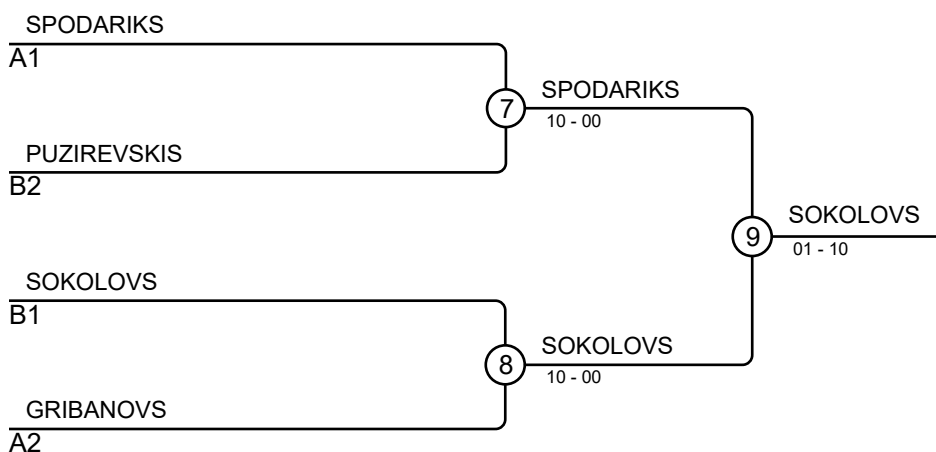 SPODARIKS
A1
7
SPODARIKS
10 - 00
PUZIREVSKIS
B2
9
SOKOLOVS
01 - 10
SOKOLOVS
B1
8
SOKOLOVS
10 - 00
GRIBANOVS
A2